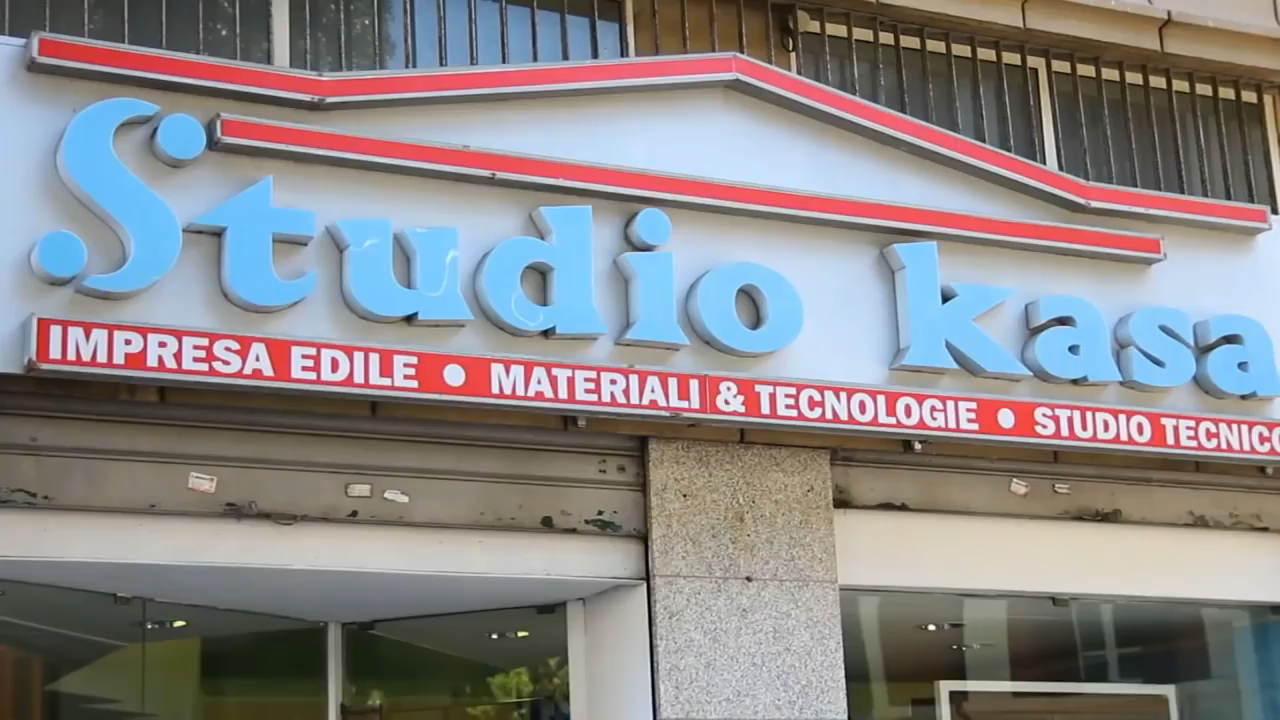 Studio kasa
IMPRESA EDILE • MATERIALI & TECNOLOGIE • STUDIO TECNICO